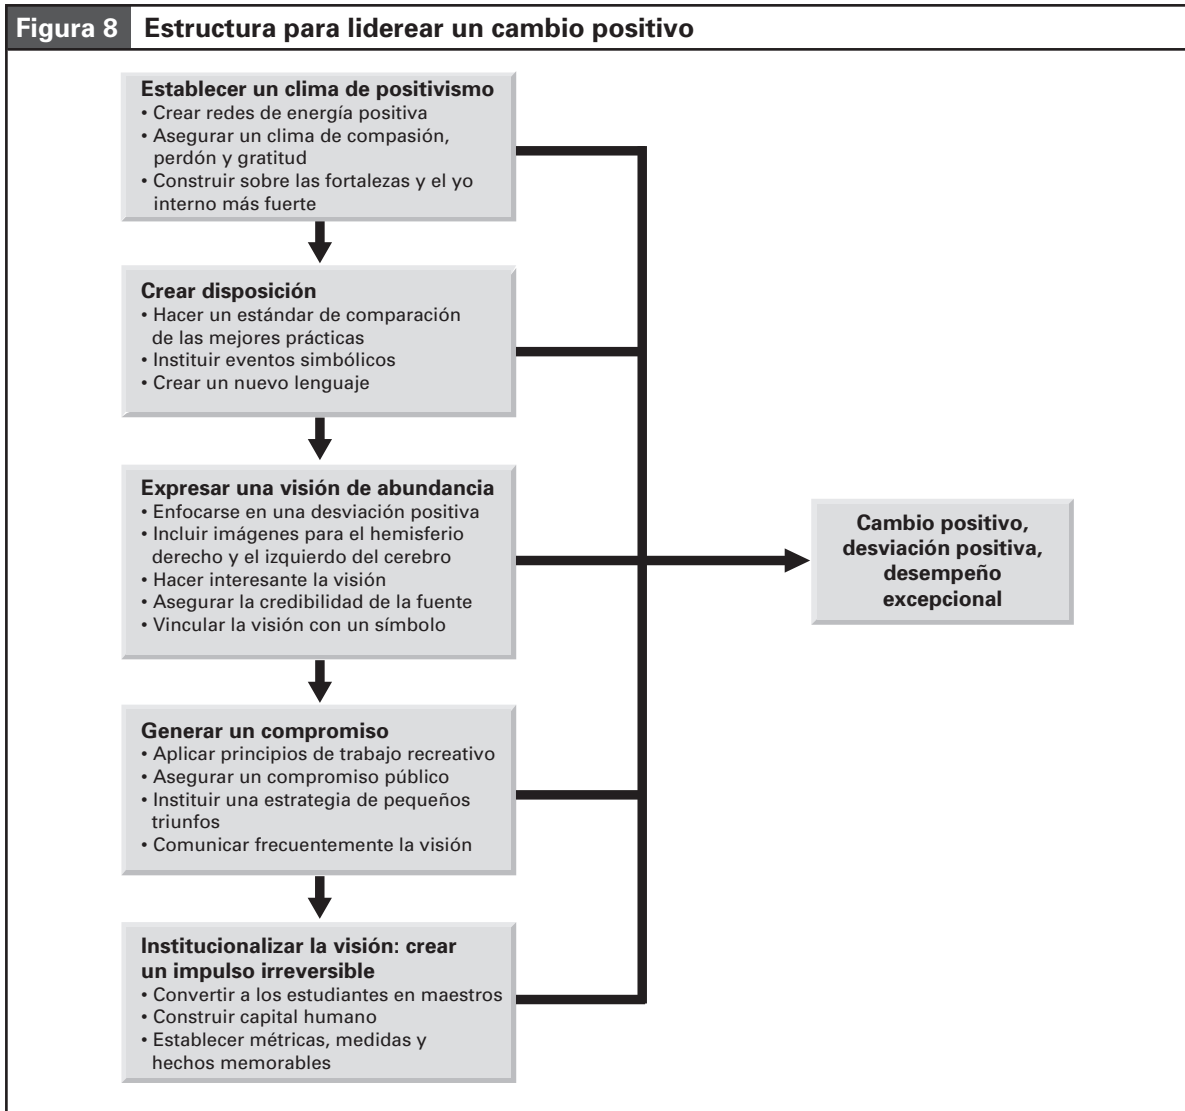 Figura 8 Estructura para liderear un cambio positivo
Establecer un clima de positivismo
• Crear redes de energía positiva
• Asegurar un clima de compasión,
perdón y gratitud
• Construir sobre las fortalezas y el yo
interno más fuerte
Crear disposición
• Hacer un estándar de comparación
de las mejores prácticas
• Instituir eventos simbólicos
• Crear un nuevo lenguaje
Expresar una visión de abundancia
• Enfocarse en una desviación positiva
• Incluir imágenes para el hemisferio
derecho y el izquierdo del cerebro
• Hacer interesante la visión
• Asegurar la credibilidad de la fuente
• Vincular la visión con un símbolo
Generar un compromiso
• Aplicar principios de trabajo recreativo
• Asegurar un compromiso público
• Instituir una estrategia de pequeños
triunfos
• Comunicar frecuentemente la visión
Institucionalizar la visión: crear
un impulso irreversible
• Convertir a los estudiantes en maestros
• Construir capital humano
• Establecer métricas, medidas y
hechos memorables
Cambio positivo,
desviación positiva,
desempeño
excepcional